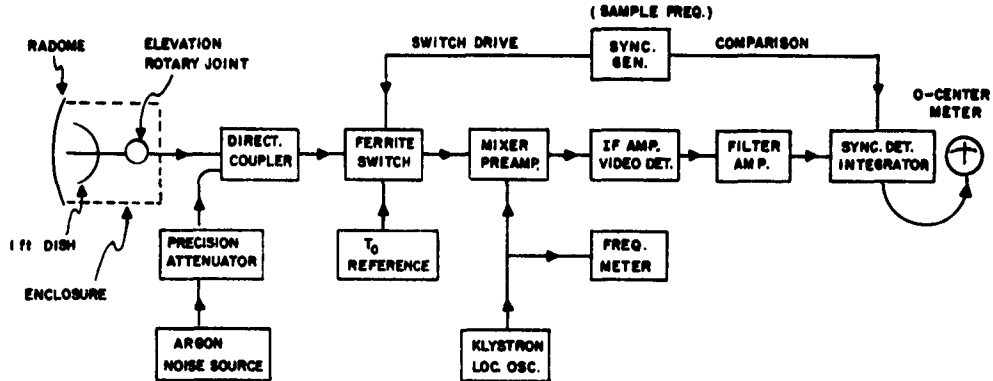 (SAMPLE FREQ.)
RADOME
ELEVATION
ROTARY JOINT
SWITCH DRIVE
SYNC.
GEN.
COMPARISON
O-CENTER
METER
DIRECT.
COUPLER
FERRITE
SWITCH
MIXER
PREAMP.
IF AMP.
VIDEO DET.
FILTER
AMP.
SYNC. DET.
INTEGRATOR
1 ft DISH
PRECISION
ATTENUATOR
T0
REFERENCE
FREQ.
METER
ENCLOSURE
ARGON
NOISE SOURCE
KLYSTRON
LOC. OSC.